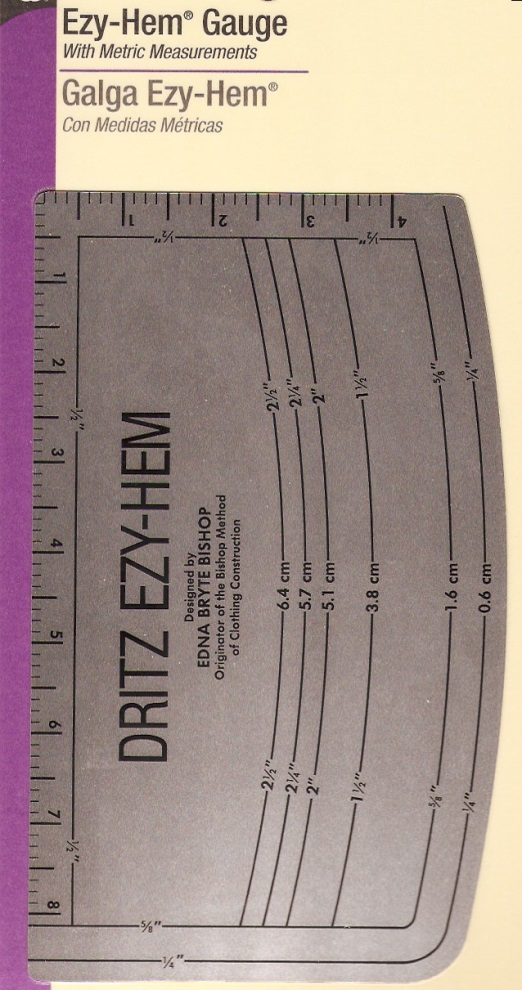 Ezy-Hem® Gauge
With Metric Measurements
Galga Ezy-Hem®
Con Medidas Métricas
1 2 3 4
½" ½"
1
2
3
4
5
6
7
8
½"
½"
2½" 2¼" 2" 1½" ⅝" ¼"
DRITZ EZY-HEM
Designed by
EDNA BRYTE BISHOP
Originator of the Bishop Method
of Clothing Construction
6.4 cm 5.7 cm 5.1 cm 3.8 cm 1.6 cm 0.6 cm
2½" 2¼" 2" 1½" ⅝" ¼"
⅝"
¼"